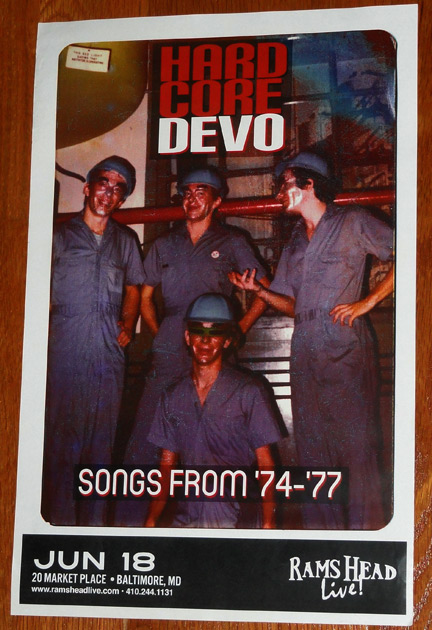 HARD
CORE
DEVO
SONGS FROM '74-'77
JUN 18
20 MARKET PLACE • BALTIMORE, MD
www.ramsheadlive.com • 410.244.1131
RAMS HEAD
Live!